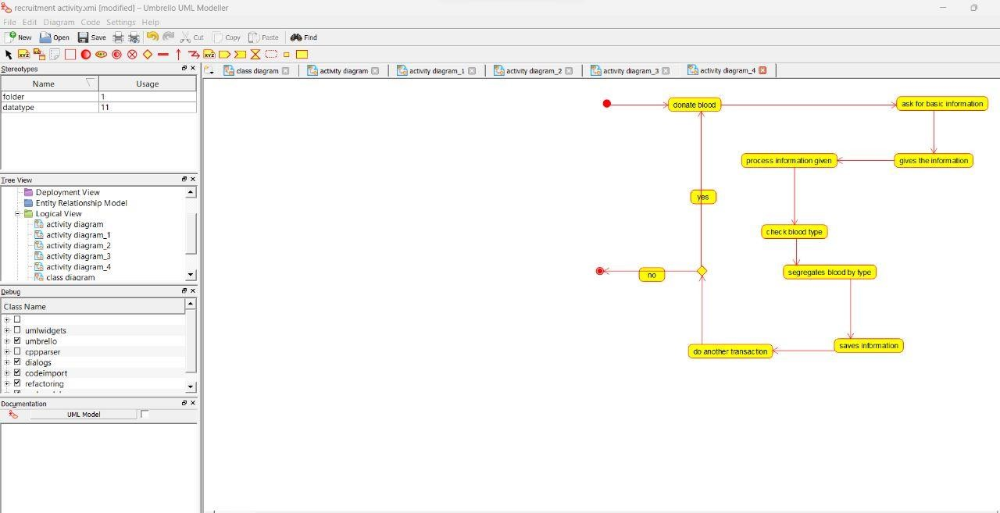 recruitment activity.xmi [modified] – Umbrello UML Modeller
File Edit Diagram Code Settings Help
New Open Save Cut Copy Paste Find
XYZ ABC XYZ
Stereotypes
Name Usage
folder 1
datatype 11
Tree View
Deployment View
Entity Relationship Model
Logical View
activity diagram
activity diagram_1
activity diagram_2
activity diagram_3
activity diagram_4
class diagram
Debug
Class Name
umlwidgets
umbrello
cppparser
dialogs
codeimport
refactoring
Documentation
UML Model
class diagram activity diagram activity diagram_1 activity diagram_2 activity diagram_3 activity diagram_4
donate blood
ask for basic information
process information given
gives the information
yes
check blood type
no
segregates blood by type
do another transaction
saves information